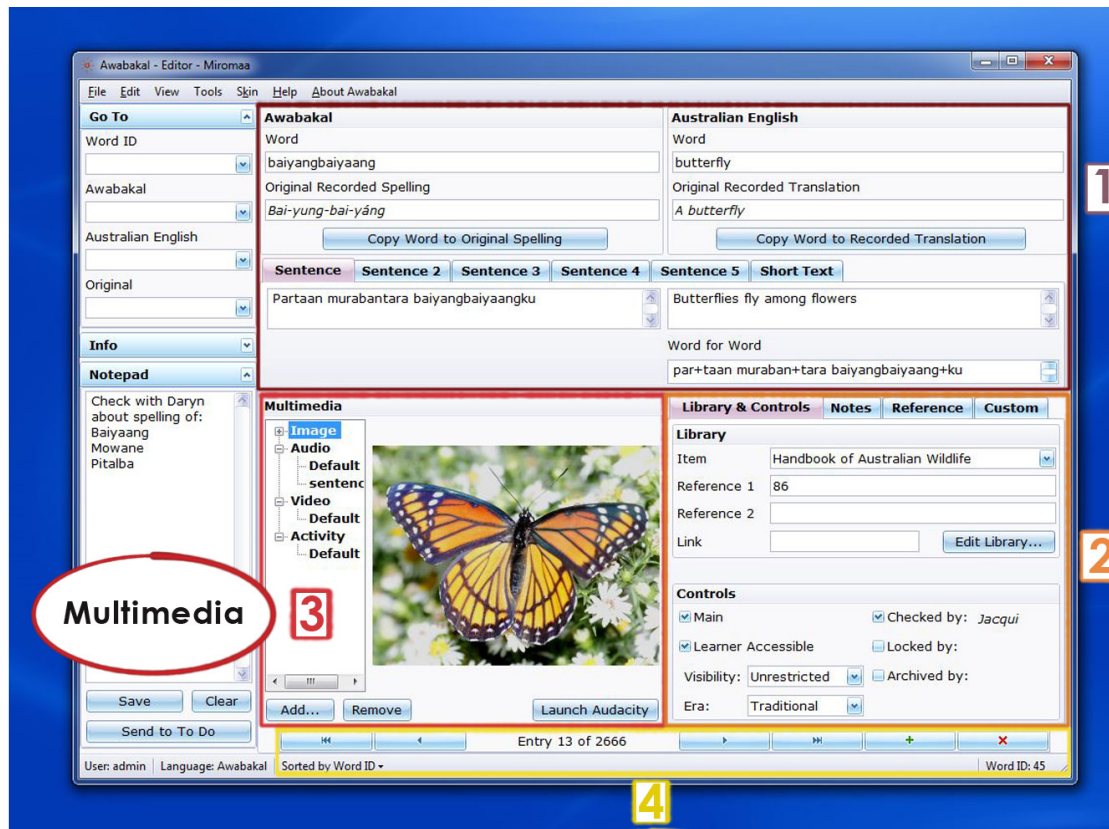 Awabakal - Editor - Miromaa
File Edit View Tools Skin Help About Awabakal
Go To
Word ID
Awabakal
Australian English
Original
Info
Notepad
Check with Daryn
about spelling of:
Baiyaang
Mowane
Pitalba
Save Clear
Send to To Do
Awabakal
Word
baiyangbaiyaang
Original Recorded Spelling
Bai-yung-bai-yáng
Copy Word to Original Spelling
Australian English
Word
butterfly
Original Recorded Translation
A butterfly
Copy Word to Recorded Translation
1
Sentence Sentence 2 Sentence 3 Sentence 4 Sentence 5 Short Text
Partaan murabantara baiyangbaiyaangku
Butterflies fly among flowers
Word for Word
par+taan muraban+tara baiyangbaiyaang+ku
Multimedia
Image
Audio
Default
sentenc
Video
Default
Activity
Default
Multimedia
3
Add... Remove Launch Audacity
Library & Controls Notes Reference Custom
Library
Item Handbook of Australian Wildlife
Reference 1 86
Reference 2
Link Edit Library...
2
Controls
Main Checked by: Jacqui
Learner Accessible Locked by:
Visibility: Unrestricted Archived by:
Era: Traditional
Entry 13 of 2666
User: admin Language: Awabakal Sorted by Word ID Word ID: 45
4